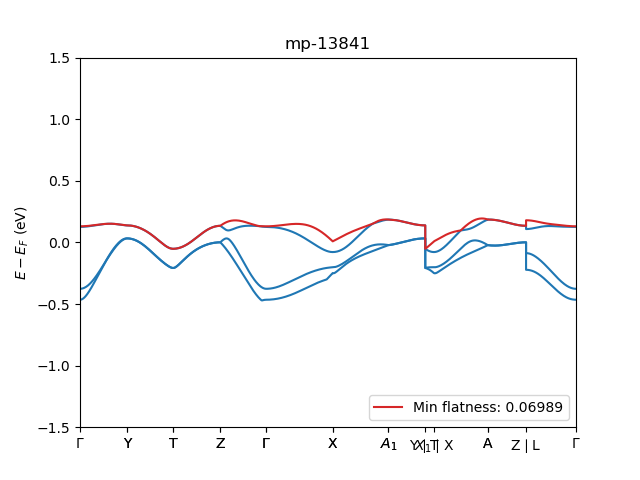 mp-13841
E − E_F (eV)
1.5
1.0
0.5
0.0
−0.5
−1.0
−1.5
Min flatness: 0.06989
Γ Y T Z Γ X A₁ A Γ
T | X Z | L